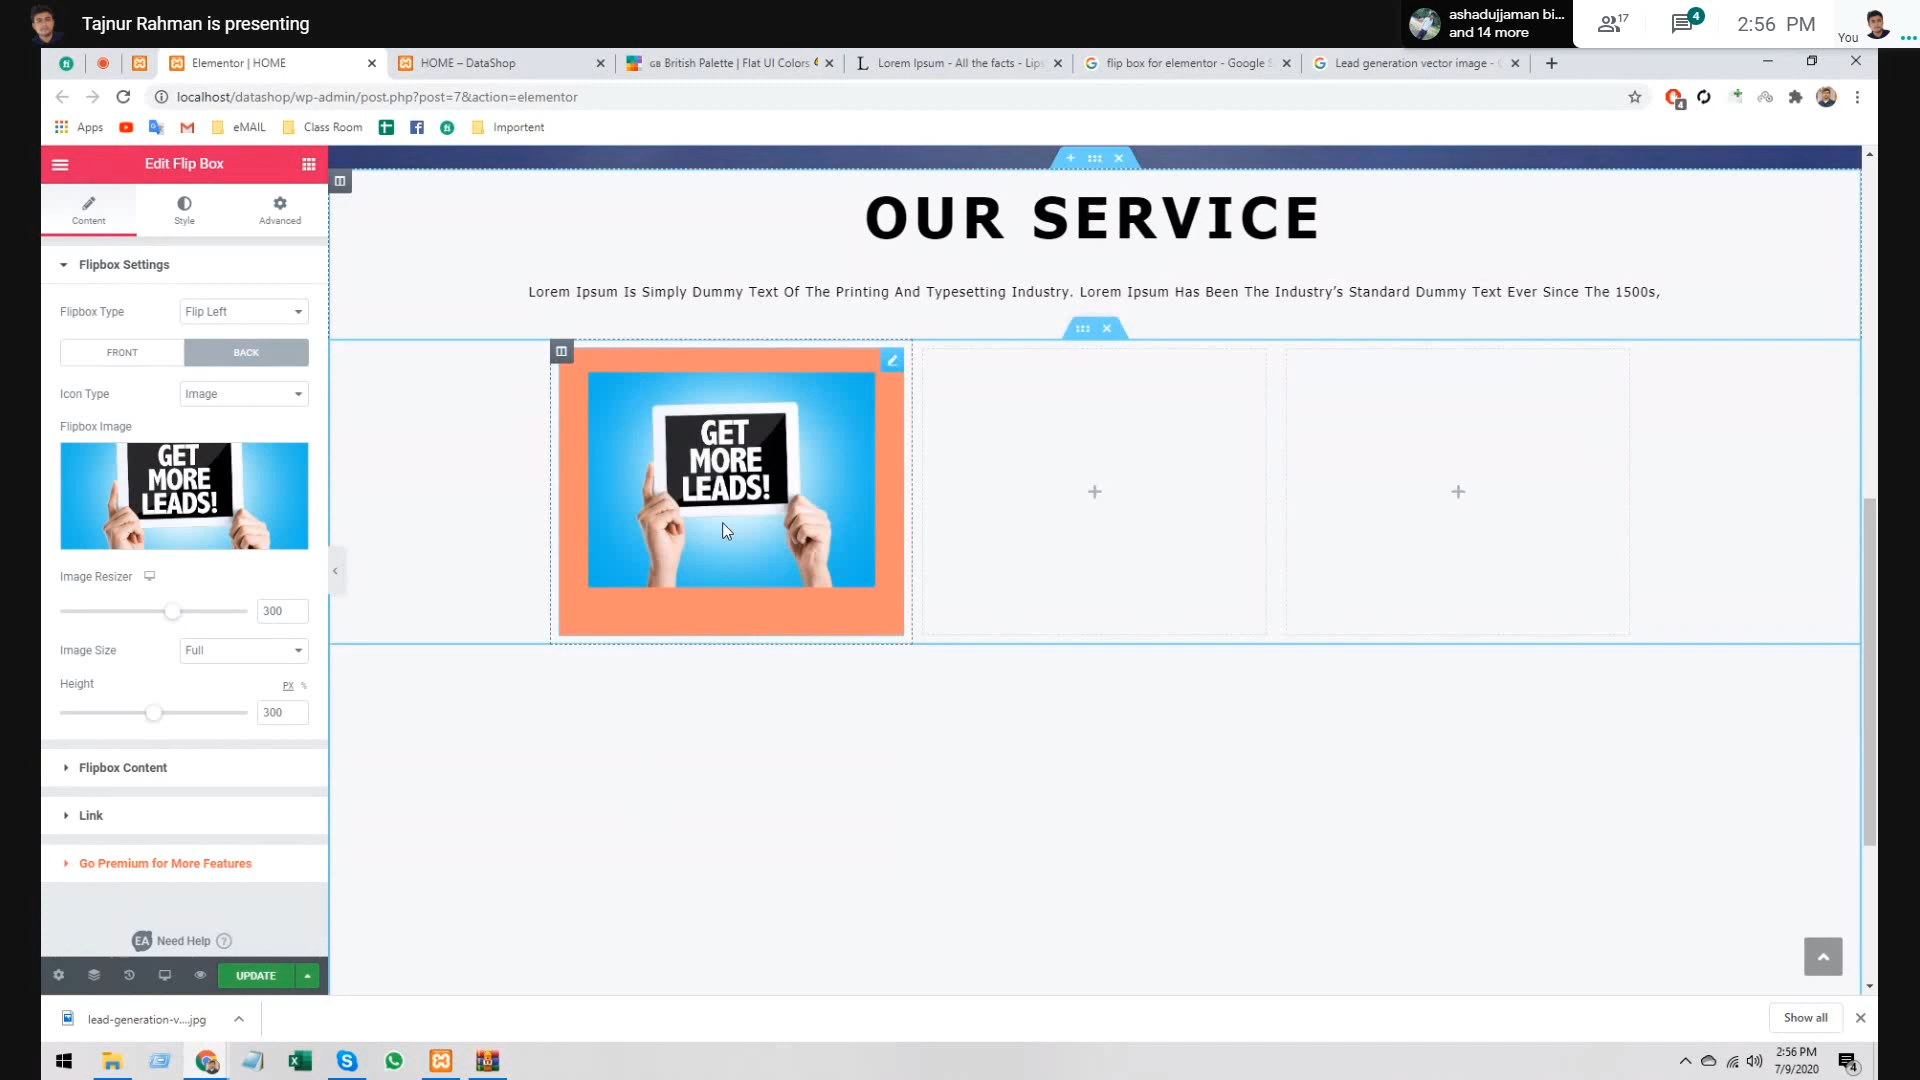 Tajnur Rahman is presenting
ashadujjaman bi...
and 14 more
17
4
2:56 PM
You
Elementor | HOME
HOME – DataShop
GB British Palette | Flat UI Colors
Lorem Ipsum - All the facts - Lip
flip box for elementor - Google S
Lead generation vector image - G
localhost/datashop/wp-admin/post.php?post=7&action=elementor
4
Apps
eMAIL
Class Room
Importent
Edit Flip Box
Content
Style
Advanced
Flipbox Settings
Flipbox Type
Flip Left
FRONT
BACK
Icon Type
Image
Flipbox Image
GET
MORE
LEADS!
Image Resizer
300
Image Size
Full
Height
PX %
300
Flipbox Content
Link
Go Premium for More Features
EA Need Help ?
UPDATE
OUR SERVICE
Lorem Ipsum Is Simply Dummy Text Of The Printing And Typesetting Industry. Lorem Ipsum Has Been The Industry’s Standard Dummy Text Ever Since The 1500s,
GET
MORE
LEADS!
lead-generation-v....jpg
Show all
2:56 PM
7/9/2020
4